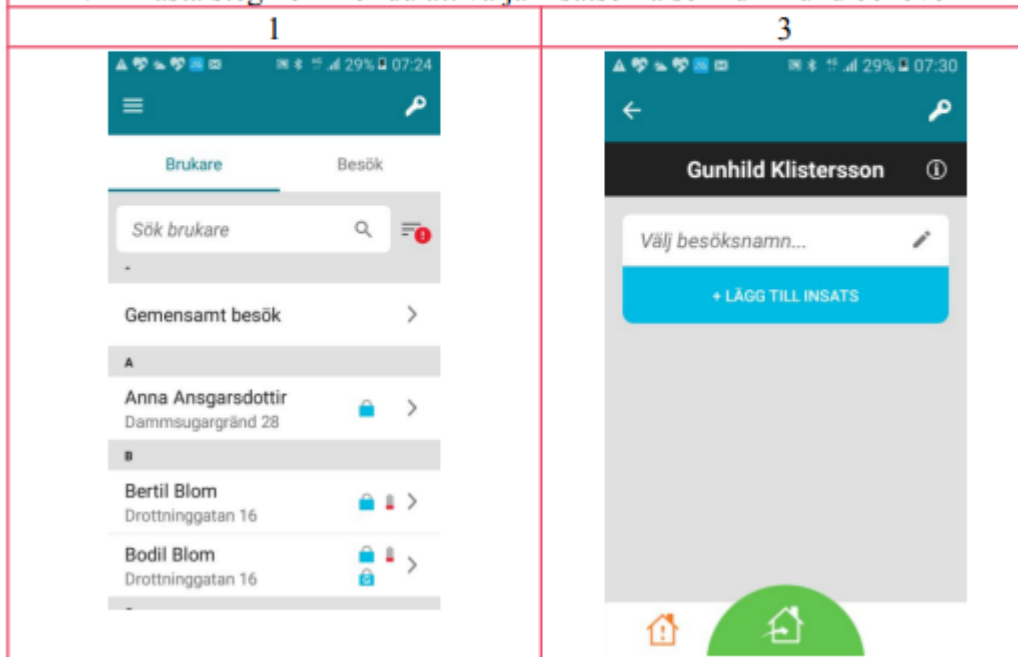 1
3
29% 07:24
29% 07:30
Brukare Besök
Sök brukare
-
Gemensamt besök
A
Anna Ansgarsdottir
Dammsugargränd 28
B
Bertil Blom
Drottninggatan 16
Bodil Blom
Drottninggatan 16
Gunhild Klistersson
Välj besöksnamn...
+ LÄGG TILL INSATS